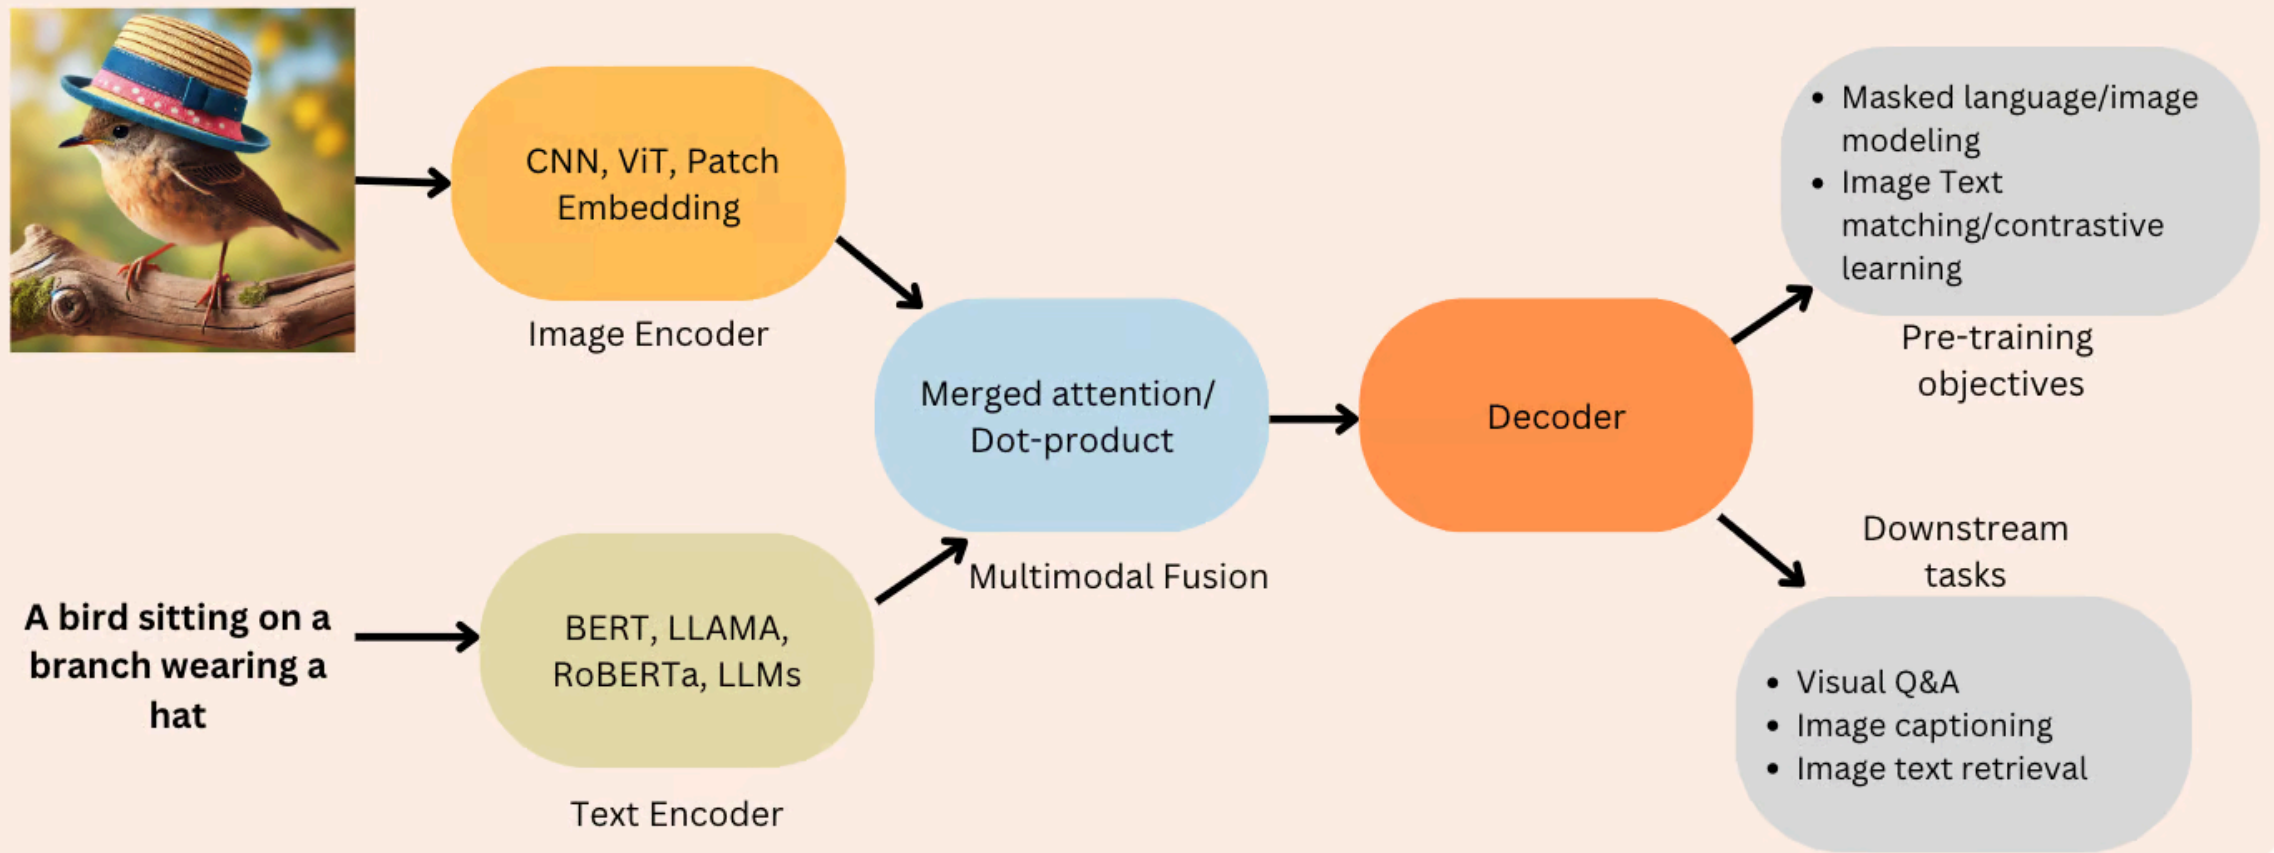 CNN, ViT, Patch
Embedding
Image Encoder
A bird sitting on a
branch wearing a
hat
BERT, LLAMA,
RoBERTa, LLMs
Text Encoder
Merged attention/
Dot-product
Multimodal Fusion
Decoder
• Masked language/image
modeling
• Image Text
matching/contrastive
learning
Pre-training
objectives
Downstream
tasks
• Visual Q&A
• Image captioning
• Image text retrieval